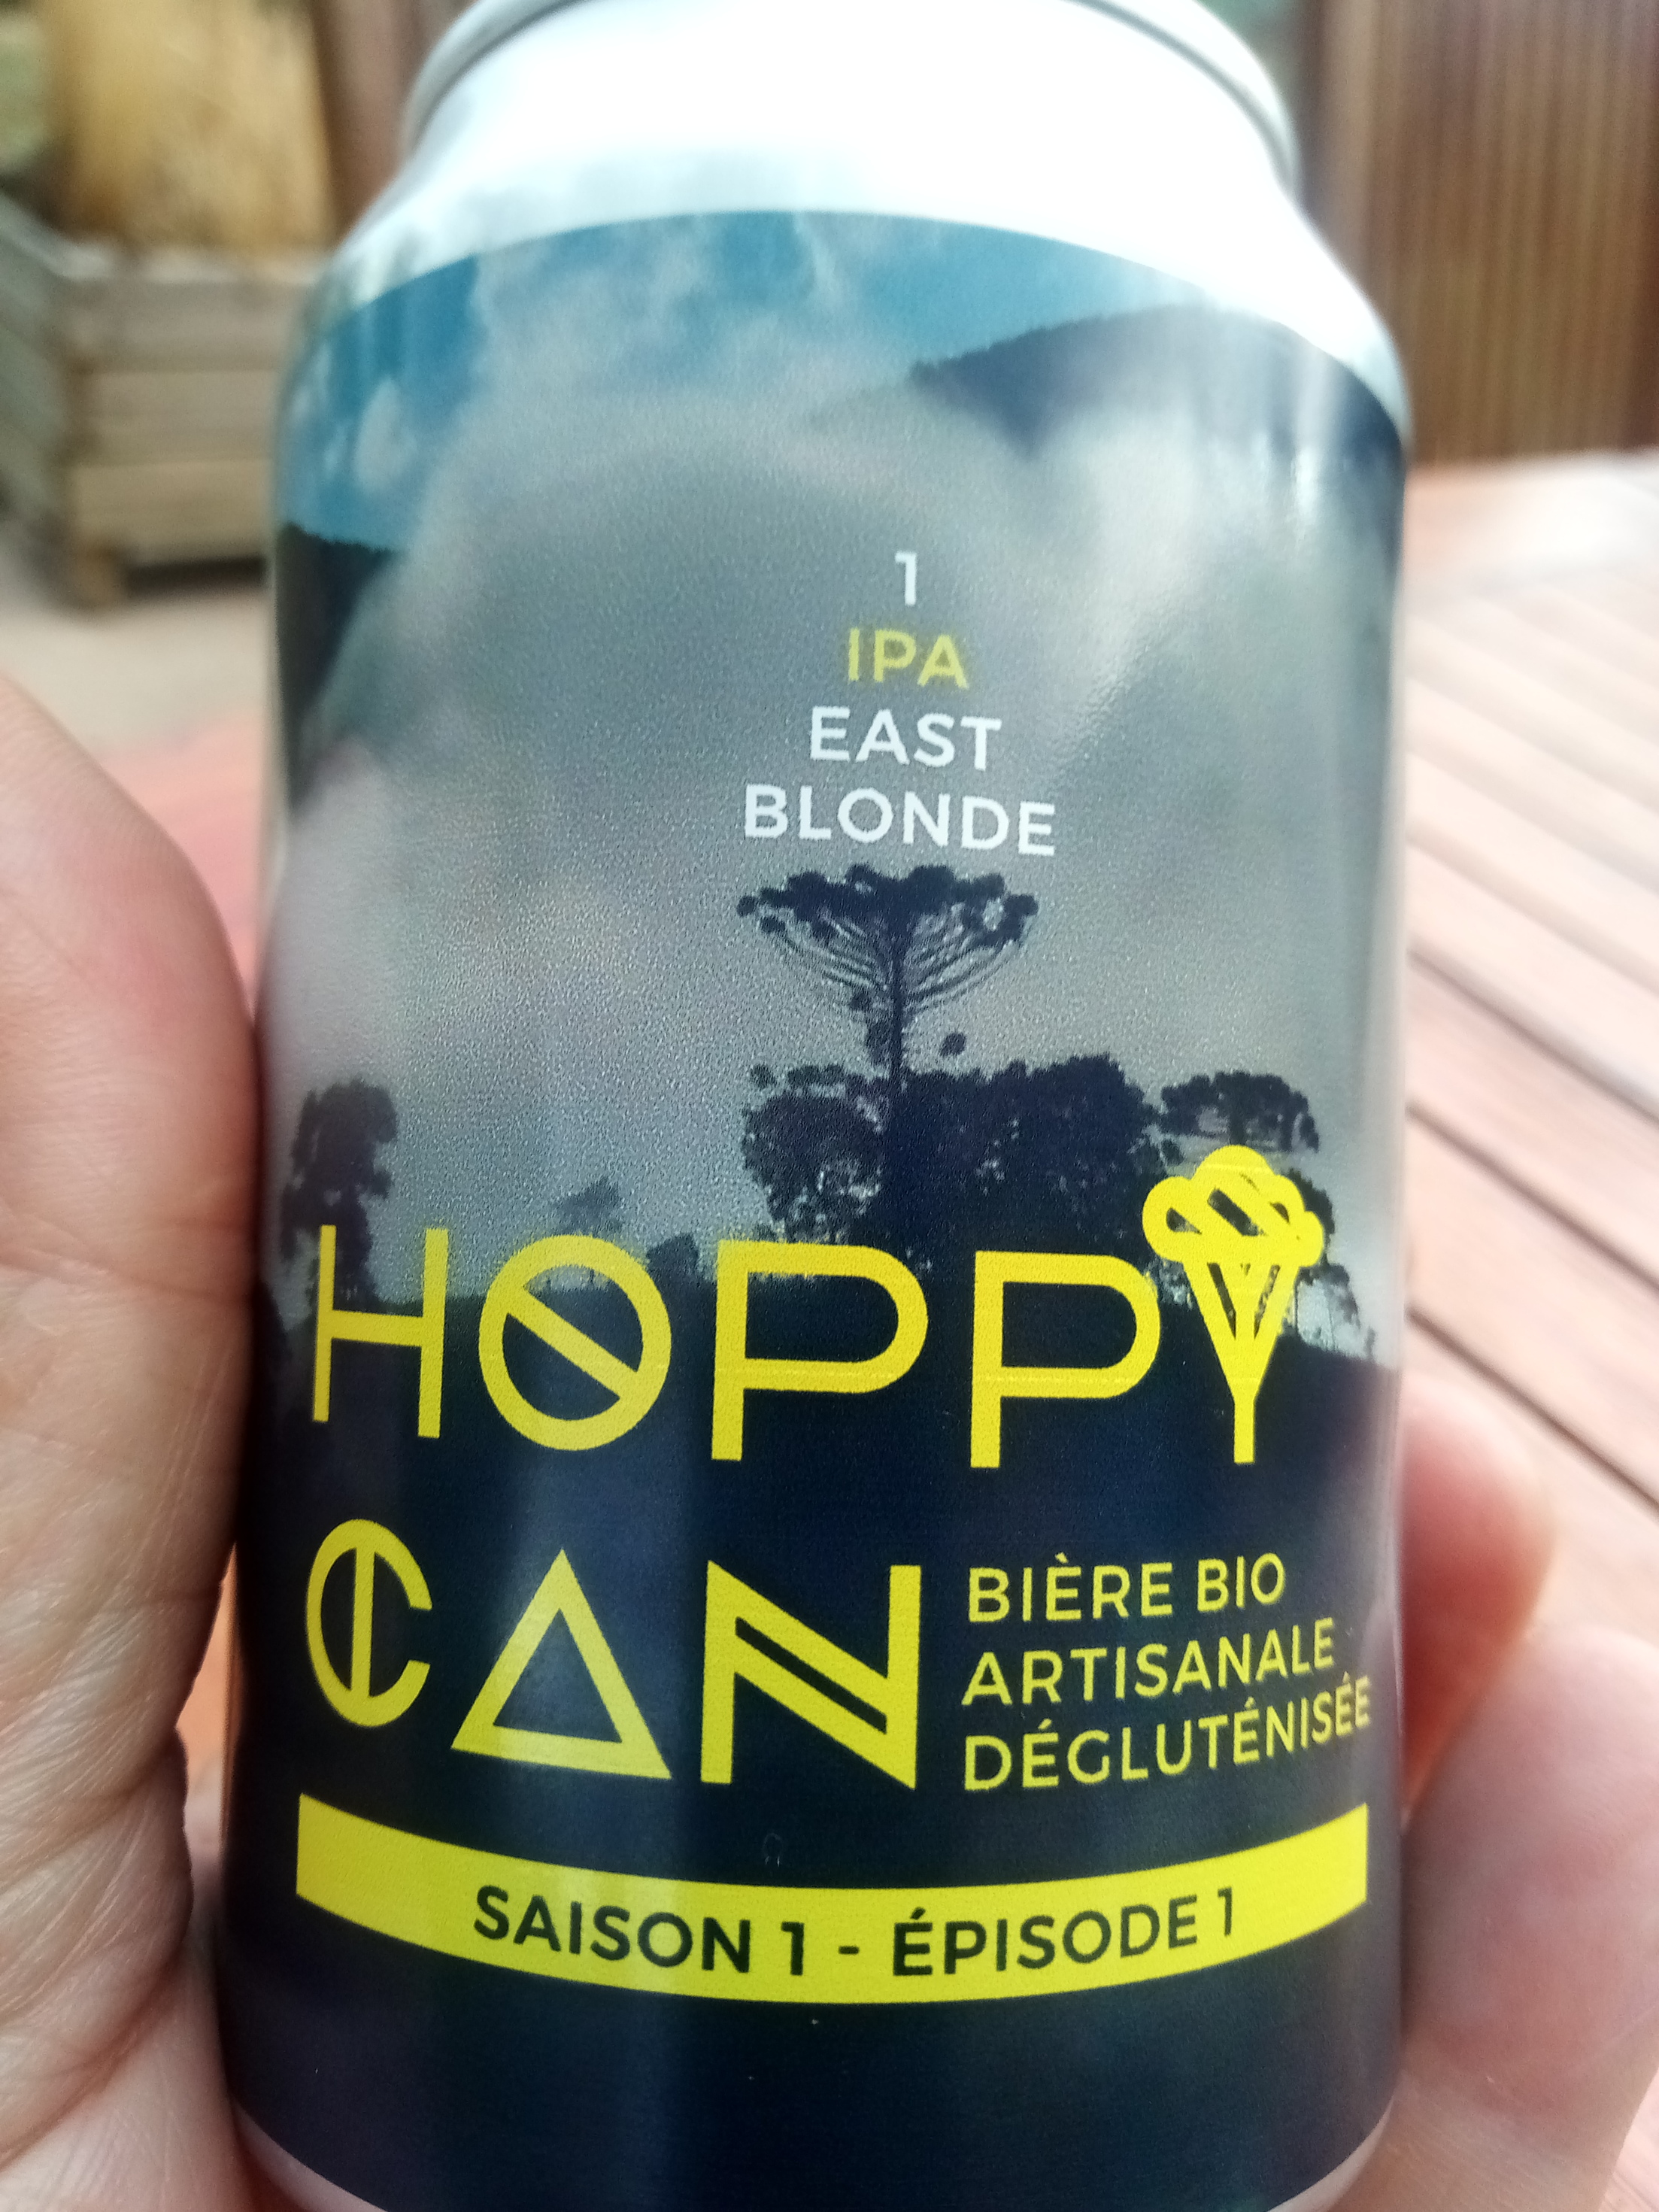 1
IPA
EAST
BLONDE
HOPPY
CAN
BIÈRE BIO
ARTISANALE
DÉGLUTÉNISÉE
SAISON 1 - ÉPISODE 1